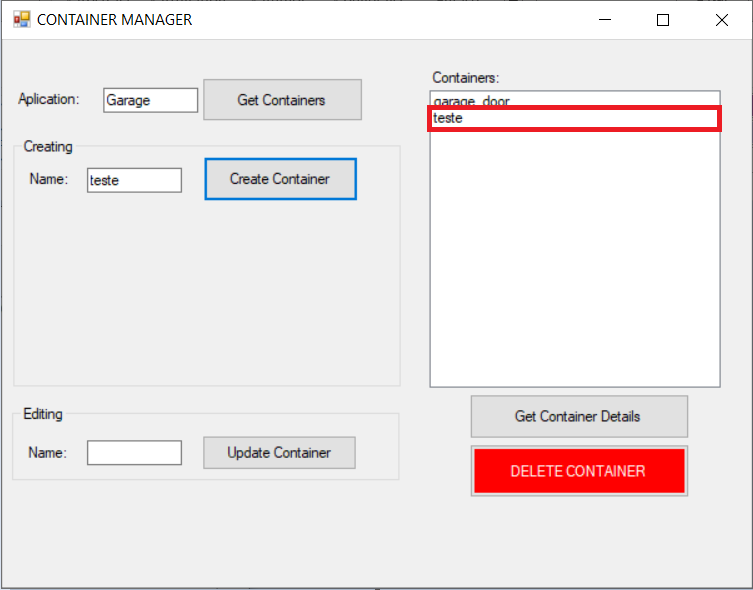 CONTAINER MANAGER
Aplication: Garage Get Containers
Creating
Name: teste Create Container
Editing
Name: Update Container
Containers:
garage_door
teste
Get Container Details
DELETE CONTAINER